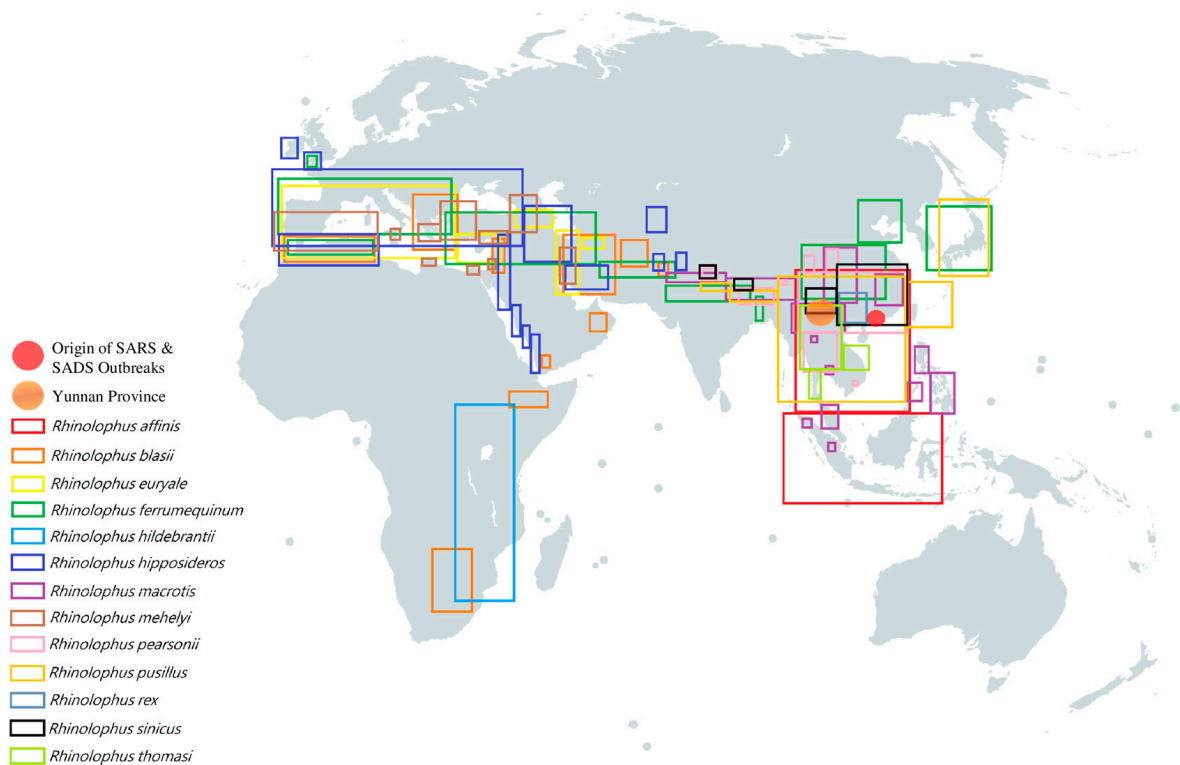 Origin of SARS &
SADS Outbreaks
Yunnan Province
Rhinolophus affinis
Rhinolophus blasii
Rhinolophus euryale
Rhinolophus ferrumequinum
Rhinolophus hildebrantii
Rhinolophus hipposideros
Rhinolophus macrotis
Rhinolophus mehelyi
Rhinolophus pearsonii
Rhinolophus pusillus
Rhinolophus rex
Rhinolophus sinicus
Rhinolophus thomasi